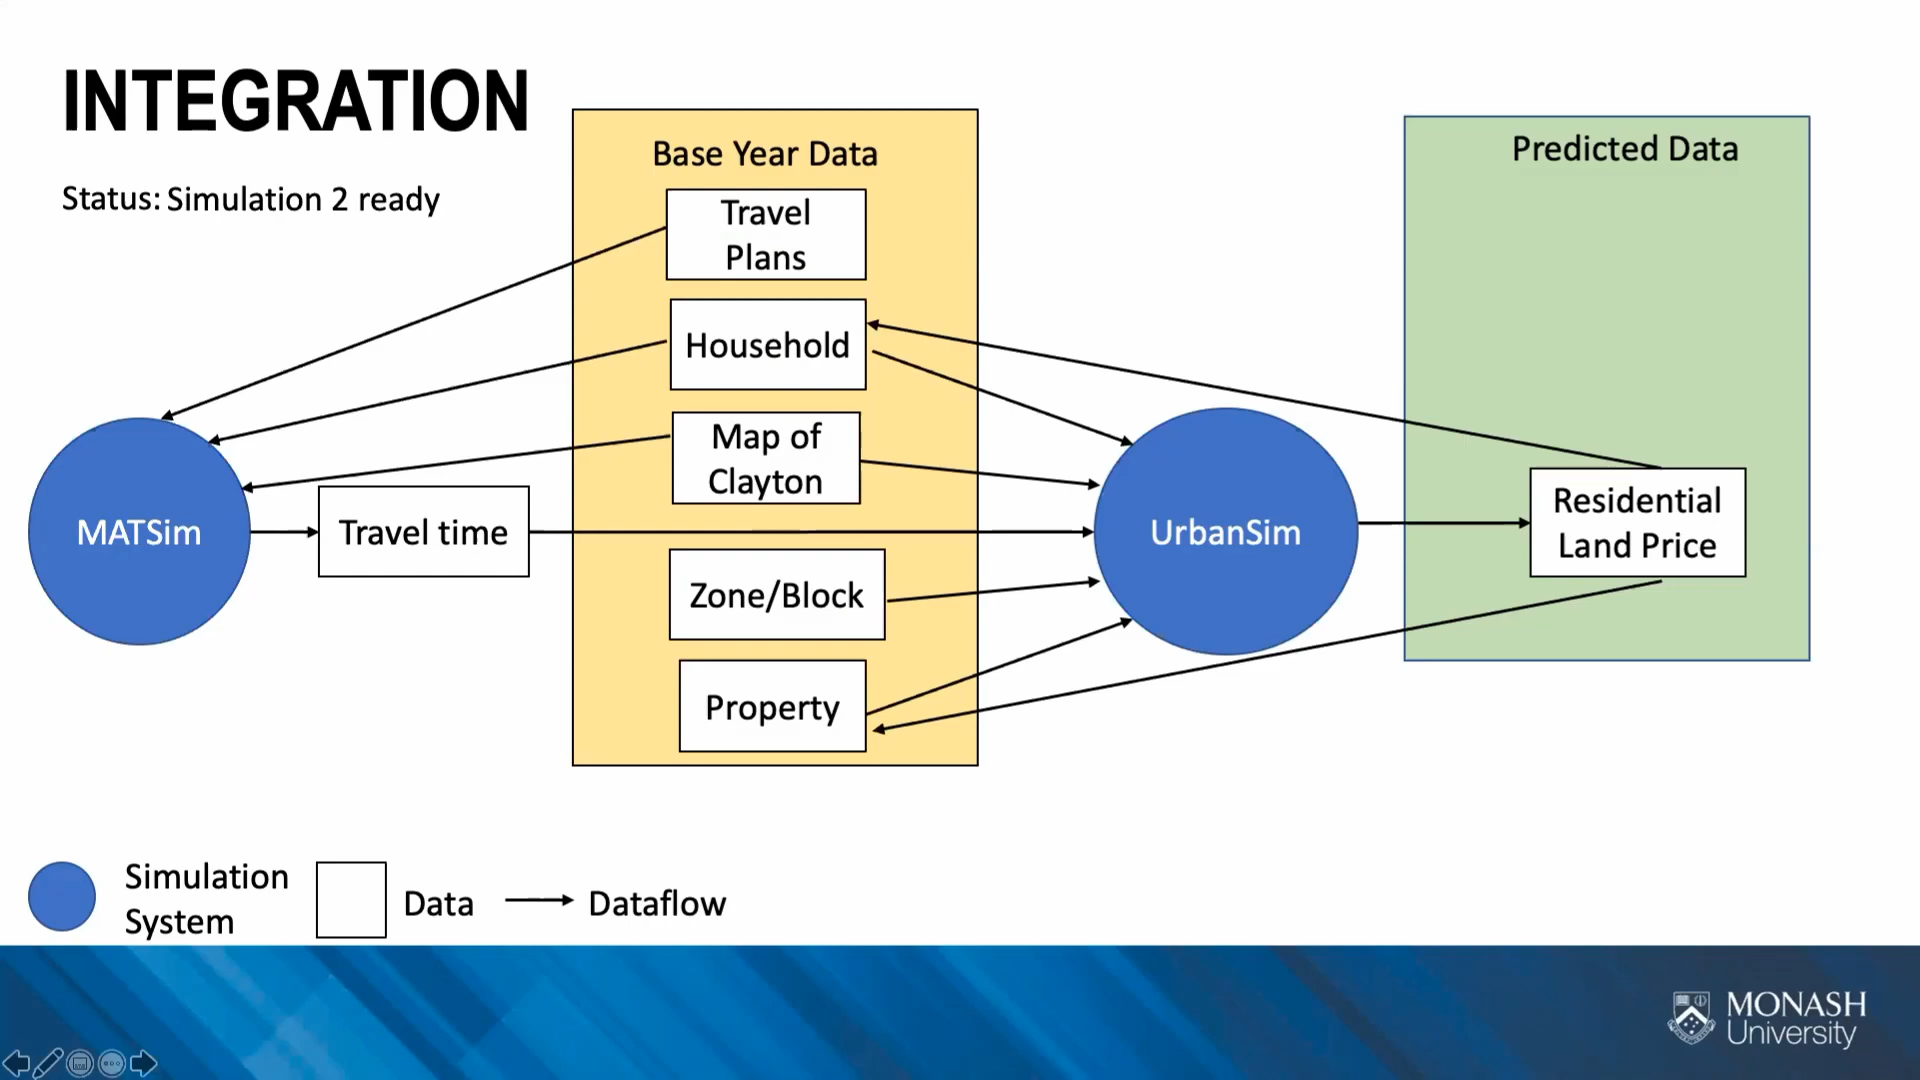 INTEGRATION
Status: Simulation 2 ready
Base Year Data
Travel
Plans
Household
Map of
Clayton
MATSim
Travel time
Zone/Block
Property
UrbanSim
Predicted Data
Residential
Land Price
Simulation
System
Data
Dataflow
MONASH
University